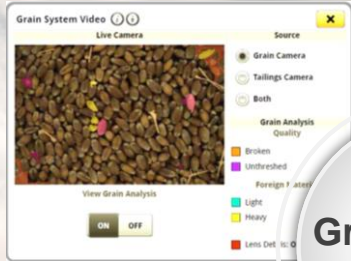 Grain System Video
Live Camera
Source
Grain Camera
Tailings Camera
Both
Grain Analysis
Quality
Broken
Unthreshed
Light
Heavy
View Grain Analysis
ON OFF
Lens